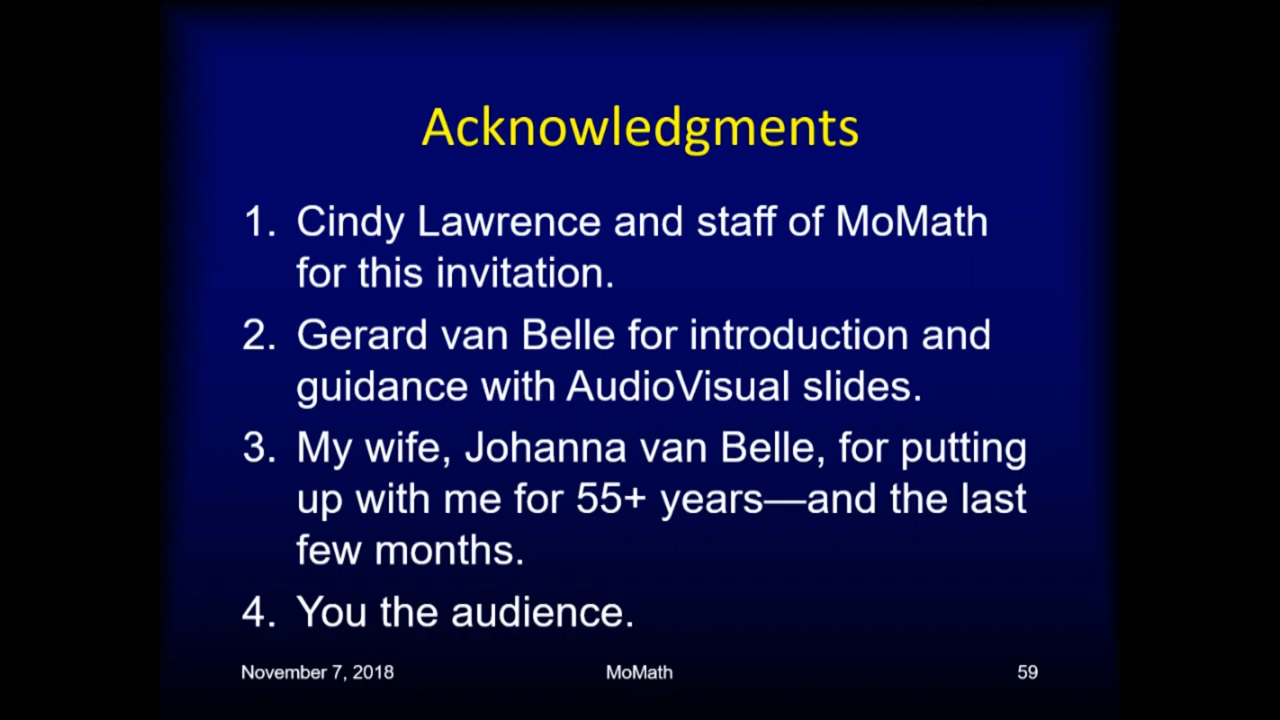 Acknowledgments
1. Cindy Lawrence and staff of MoMath
for this invitation.
2. Gerard van Belle for introduction and
guidance with AudioVisual slides.
3. My wife, Johanna van Belle, for putting
up with me for 55+ years—and the last
few months.
4. You the audience.
November 7, 2018 MoMath 59